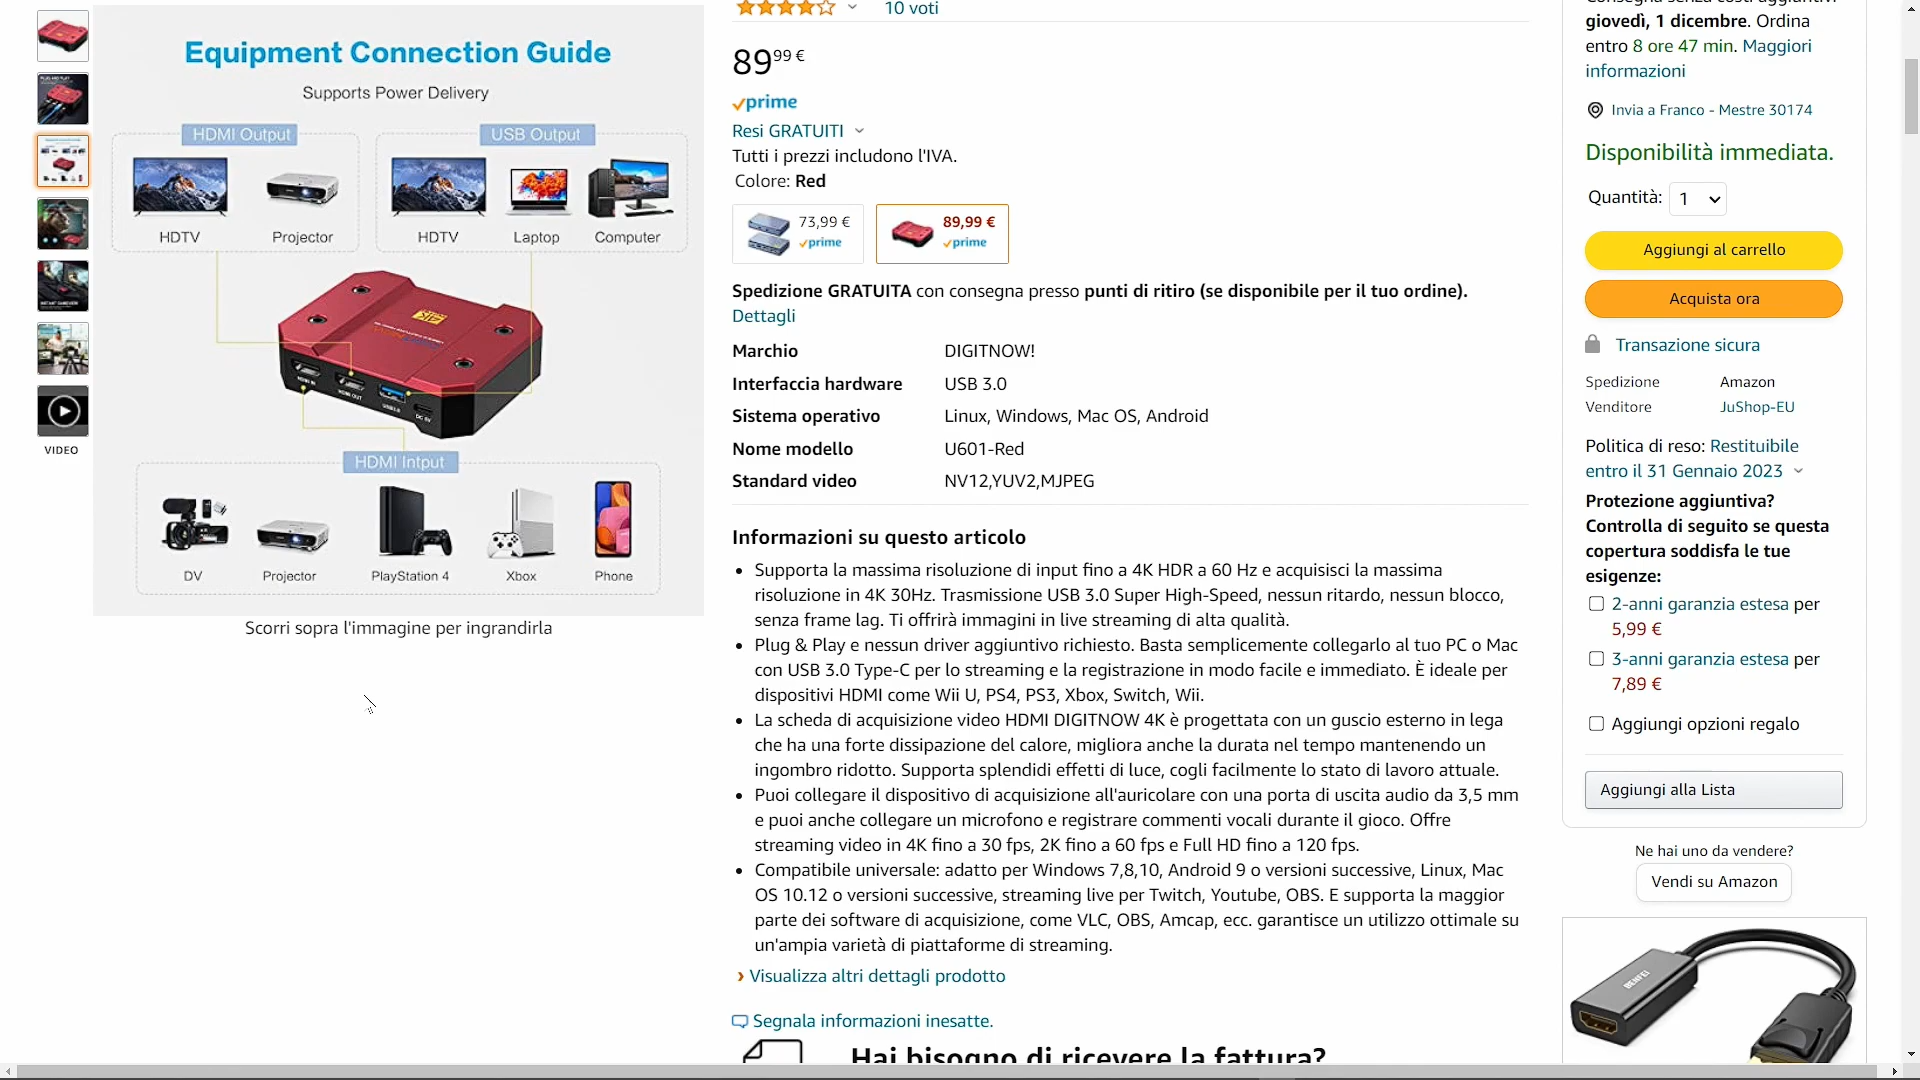 Equipment Connection Guide
Supports Power Delivery
HDMI Output
USB Output
HDTV
Projector
HDTV
Laptop
Computer
4K
HDMI IN
HDMI OUT
USB3.0
DC 5V
HDMI Intput
DV
Projector
PlayStation 4
Xbox
Phone
VIDEO
Scorri sopra l'immagine per ingrandirla
10 voti
89 99 €
prime
Resi GRATUITI
Tutti i prezzi includono l'IVA.
Colore: Red
73,99 €
prime
89,99 €
prime
Spedizione GRATUITA con consegna presso punti di ritiro (se disponibile per il tuo ordine).
Dettagli
Marchio DIGITNOW!
Interfaccia hardware USB 3.0
Sistema operativo Linux, Windows, Mac OS, Android
Nome modello U601-Red
Standard video NV12,YUV2,MJPEG
Informazioni su questo articolo
• Supporta la massima risoluzione di input fino a 4K HDR a 60 Hz e acquisisci la massima
risoluzione in 4K 30Hz. Trasmissione USB 3.0 Super High-Speed, nessun ritardo, nessun blocco,
senza frame lag. Ti offrirà immagini in live streaming di alta qualità.
• Plug & Play e nessun driver aggiuntivo richiesto. Basta semplicemente collegarlo al tuo PC o Mac
con USB 3.0 Type-C per lo streaming e la registrazione in modo facile e immediato. È ideale per
dispositivi HDMI come Wii U, PS4, PS3, Xbox, Switch, Wii.
• La scheda di acquisizione video HDMI DIGITNOW 4K è progettata con un guscio esterno in lega
che ha una forte dissipazione del calore, migliora anche la durata nel tempo mantenendo un
ingombro ridotto. Supporta splendidi effetti di luce, cogli facilmente lo stato di lavoro attuale.
• Puoi collegare il dispositivo di acquisizione all'auricolare con una porta di uscita audio da 3,5 mm
e puoi anche collegare un microfono e registrare commenti vocali durante il gioco. Offre
streaming video in 4K fino a 30 fps, 2K fino a 60 fps e Full HD fino a 120 fps.
• Compatibile universale: adatto per Windows 7,8,10, Android 9 o versioni successive, Linux, Mac
OS 10.12 o versioni successive, streaming live per Twitch, Youtube, OBS. E supporta la maggior
parte dei software di acquisizione, come VLC, OBS, Amcap, ecc. garantisce un utilizzo ottimale su
un'ampia varietà di piattaforme di streaming.
› Visualizza altri dettagli prodotto
Segnala informazioni inesatte.
Hai bisogno di ricevere la fattura?
Consegna senza costi aggiuntivi
giovedì, 1 dicembre. Ordina
entro 8 ore 47 min. Maggiori
informazioni
Invia a Franco - Mestre 30174
Disponibilità immediata.
Quantità: 1
Aggiungi al carrello
Acquista ora
Transazione sicura
Spedizione Amazon
Venditore JuShop-EU
Politica di reso: Restituibile
entro il 31 Gennaio 2023
Protezione aggiuntiva?
Controlla di seguito se questa
copertura soddisfa le tue
esigenze:
2-anni garanzia estesa per
5,99 €
3-anni garanzia estesa per
7,89 €
Aggiungi opzioni regalo
Aggiungi alla Lista
Ne hai uno da vendere?
Vendi su Amazon
BENFEI